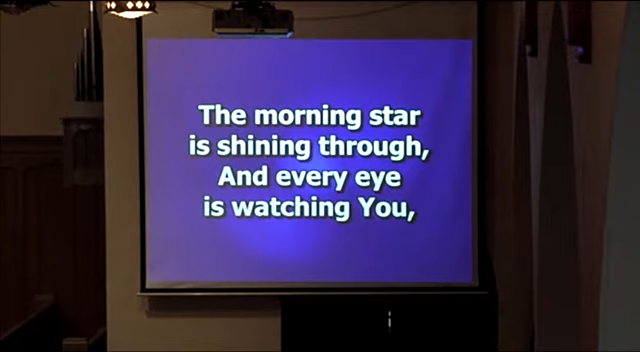 The morning star
is shining through,
And every eye
is watching You,